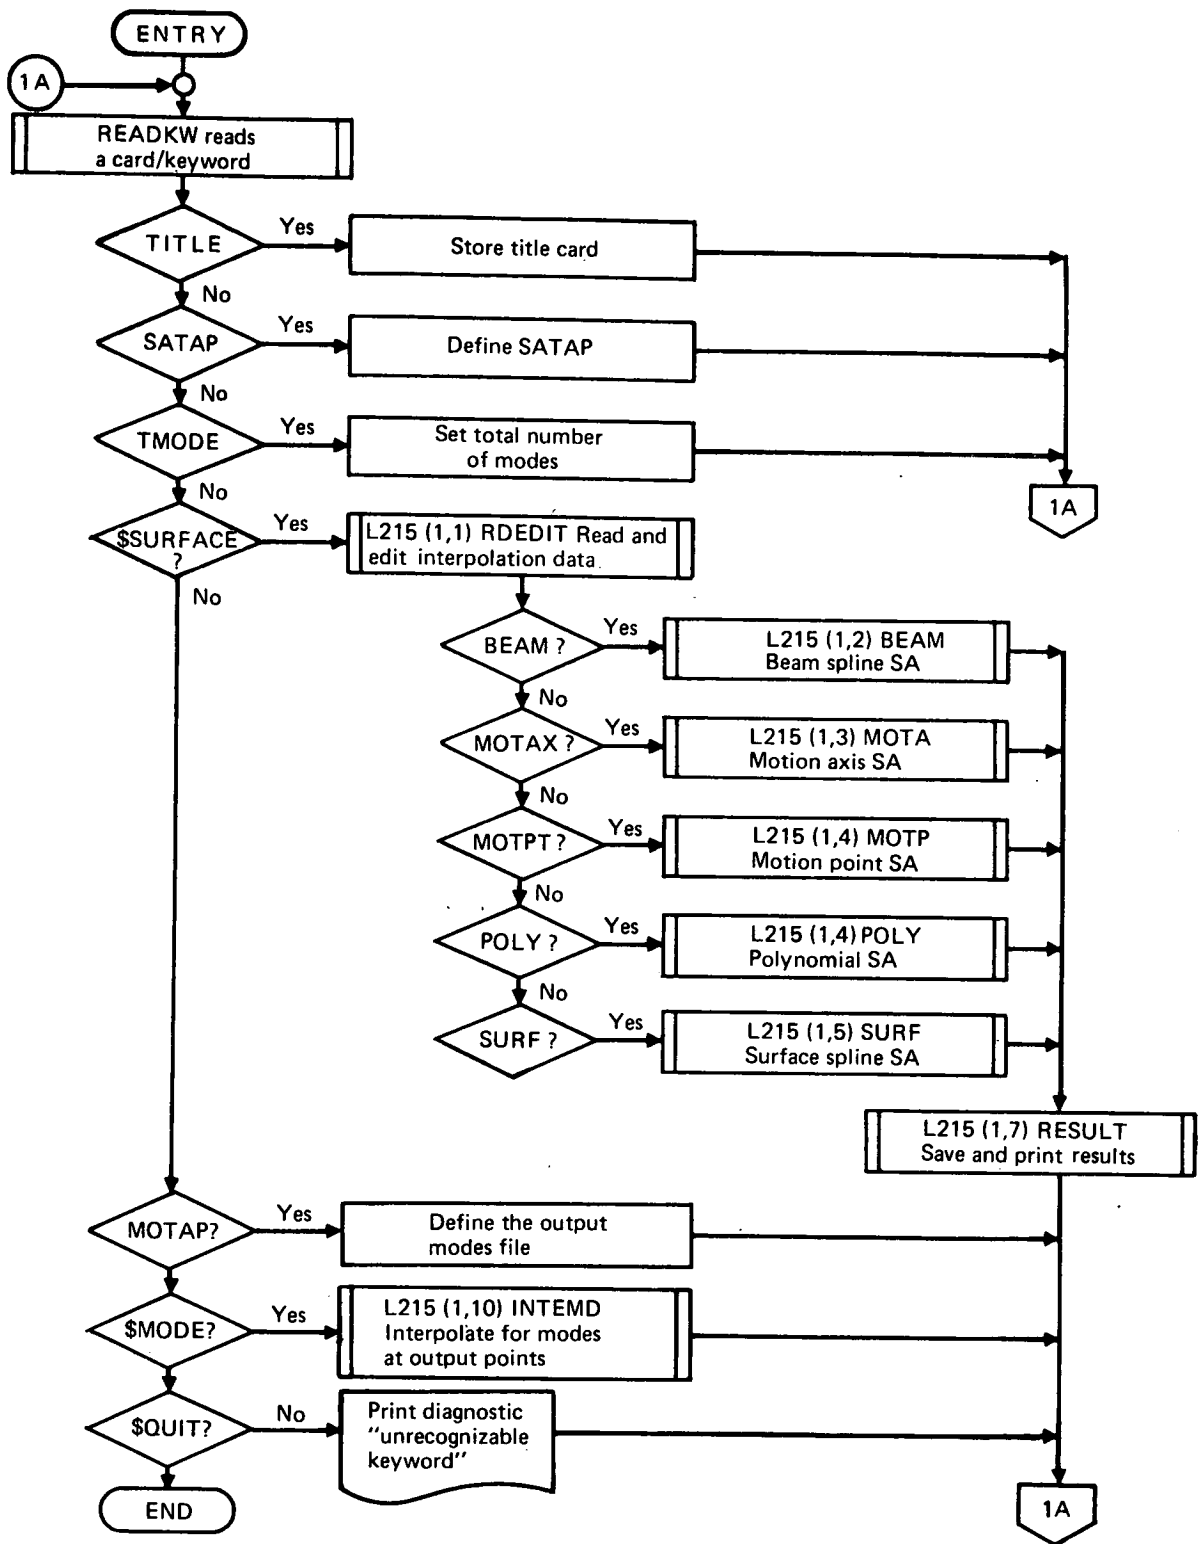 ENTRY
1A
READKW reads
a card/keyword
TITLE
Yes
Store title card
No
SATAP
Yes
Define SATAP
No
TMODE
Yes
Set total number
of modes
1A
No
$SURFACE
?
Yes
L215 (1,1) RDEDIT Read and
edit interpolation data.
No
BEAM ?
Yes
L215 (1,2) BEAM
Beam spline SA
No
MOTAX ?
Yes
L215 (1,3) MOTA
Motion axis SA
No
MOTPT ?
Yes
L215 (1,4) MOTP
Motion point SA
No
POLY ?
Yes
L215 (1,4) POLY
Polynomial SA
No
SURF ?
Yes
L215 (1,5) SURF
Surface spline SA
L215 (1,7) RESULT
Save and print results
MOTAP?
Yes
Define the output
modes file
$MODE?
Yes
L215 (1,10) INTEMD
Interpolate for modes
at output points
$QUIT?
No
Print diagnostic
"unrecognizable
keyword"
END
1A